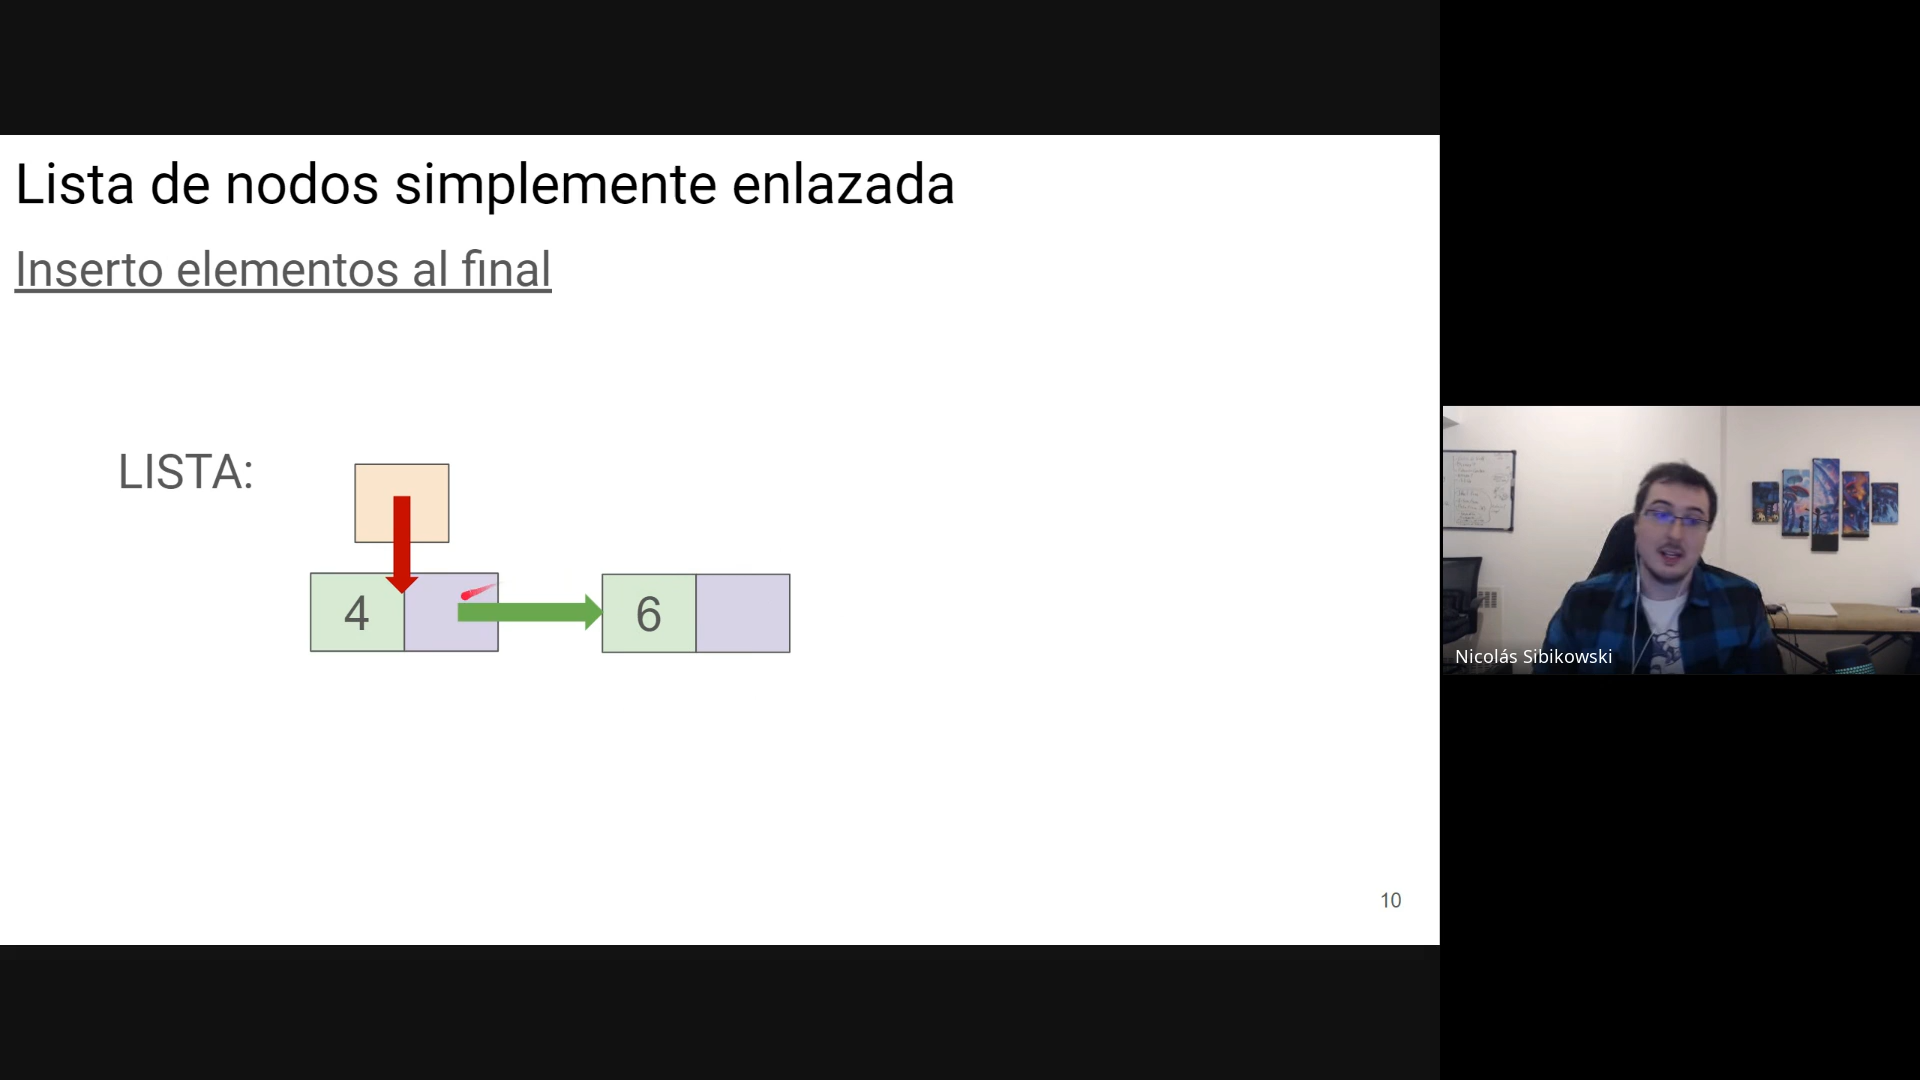 Lista de nodos simplemente enlazada
Inserto elementos al final
LISTA:
4
6
10
Nicolás Sibikowski